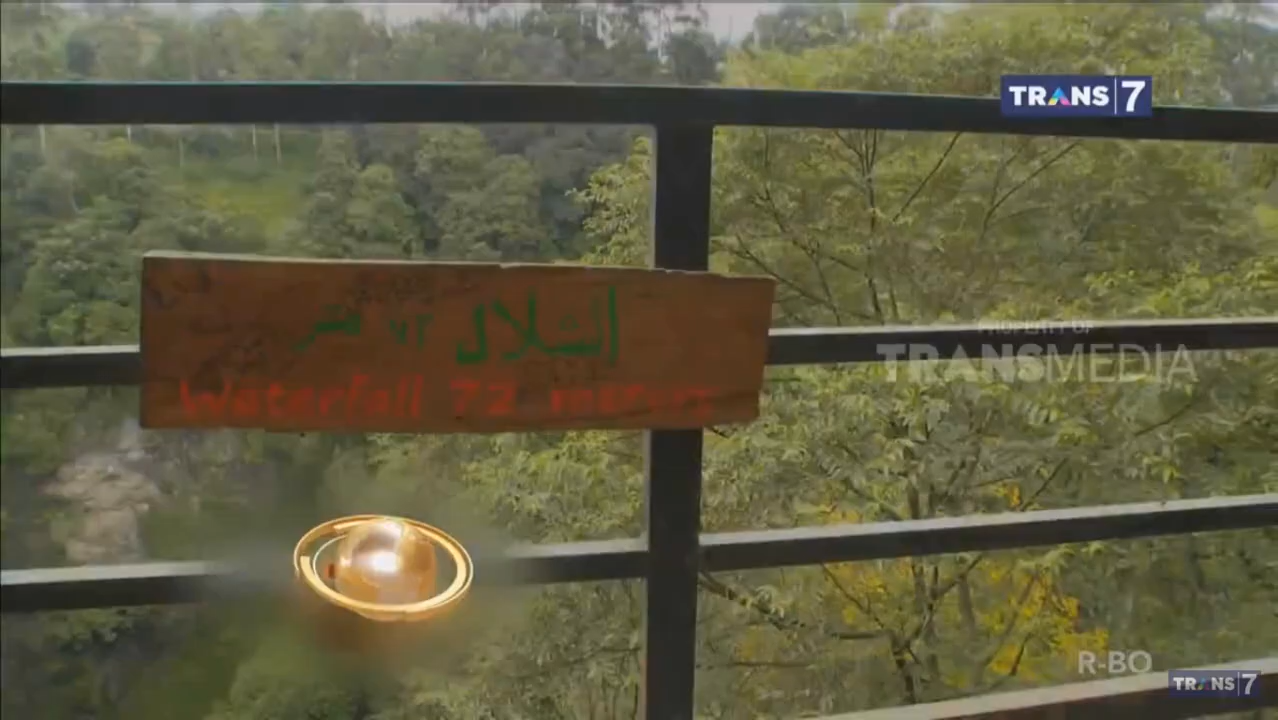 TRANS|7
الشلال ٧٢ متر
Waterfall 72 meters
PROPERTY OF
TRANSMEDIA
R-BO
TRANS|7